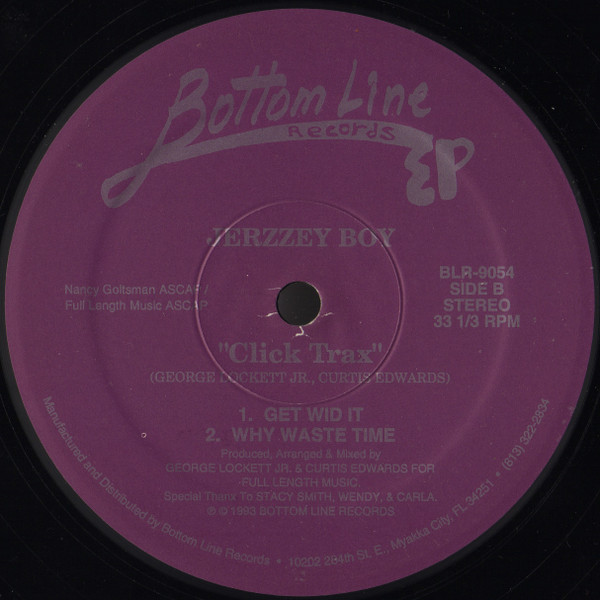 Bottom Line
Records
EP
JERZZEY BOY
Nancy Goltsman ASCAP /
Full Length Music ASCAP
BLR-9054
SIDE B
STEREO
33 1/3 RPM
"Click Trax"
(GEORGE LOCKETT JR., CURTIS EDWARDS)
1. GET WID IT
2. WHY WASTE TIME
Produced, Arranged & Mixed by
GEORGE LOCKETT JR. & CURTIS EDWARDS FOR
FULL LENGTH MUSIC.
Special Thanx To STACY SMITH, WENDY, & CARLA.
℗ © 1993 BOTTOM LINE RECORDS
Manufactured and Distributed by Bottom Line Records • 10202 284th St. E., Myakka City, FL 34251 • (813) 322-2834